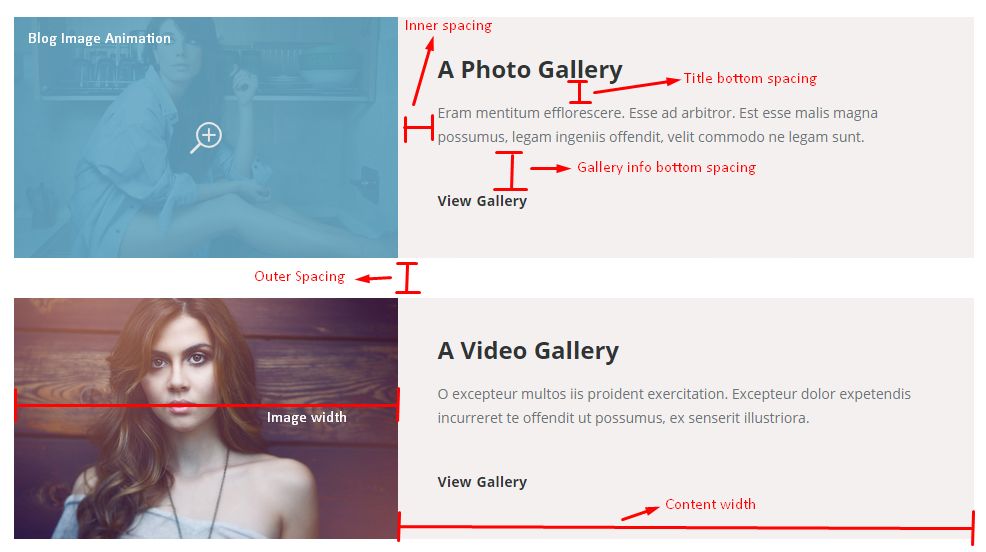 Inner spacing
Blog Image Animation
A Photo Gallery
Title bottom spacing
Eram mentitum efflorescere. Esse ad arbitror. Est esse malis magna
possumus, legam ingeniis offendit, velit commodo ne legam sunt.
Gallery info bottom spacing
View Gallery
Outer Spacing
A Video Gallery
O excepteur multos iis proident exercitation. Excepteur dolor expetendis
incurreret te offendit ut possumus, ex senserit illustriora.
Image width
View Gallery
Content width